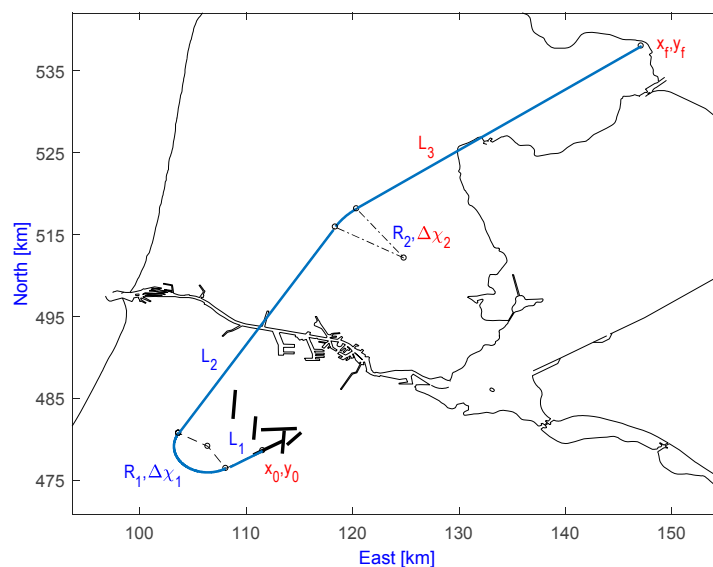 535
x_f,y_f
525
L_3
515
R_2,Δχ_2
North [km]
495
L_2
485
L_1
R_1,Δχ_1
x_0,y_0
475
100
110
120
130
140
150
East [km]